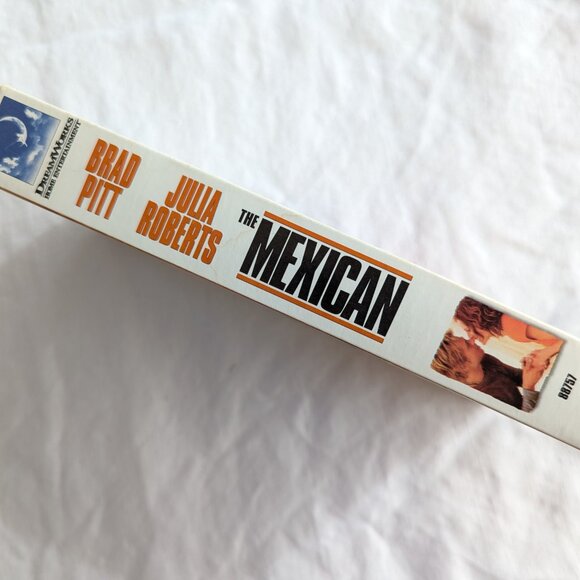 DREAMWORKS
HOME ENTERTAINMENT
BRAD
PITT
JULIA
ROBERTS
THE
MEXICAN
88757